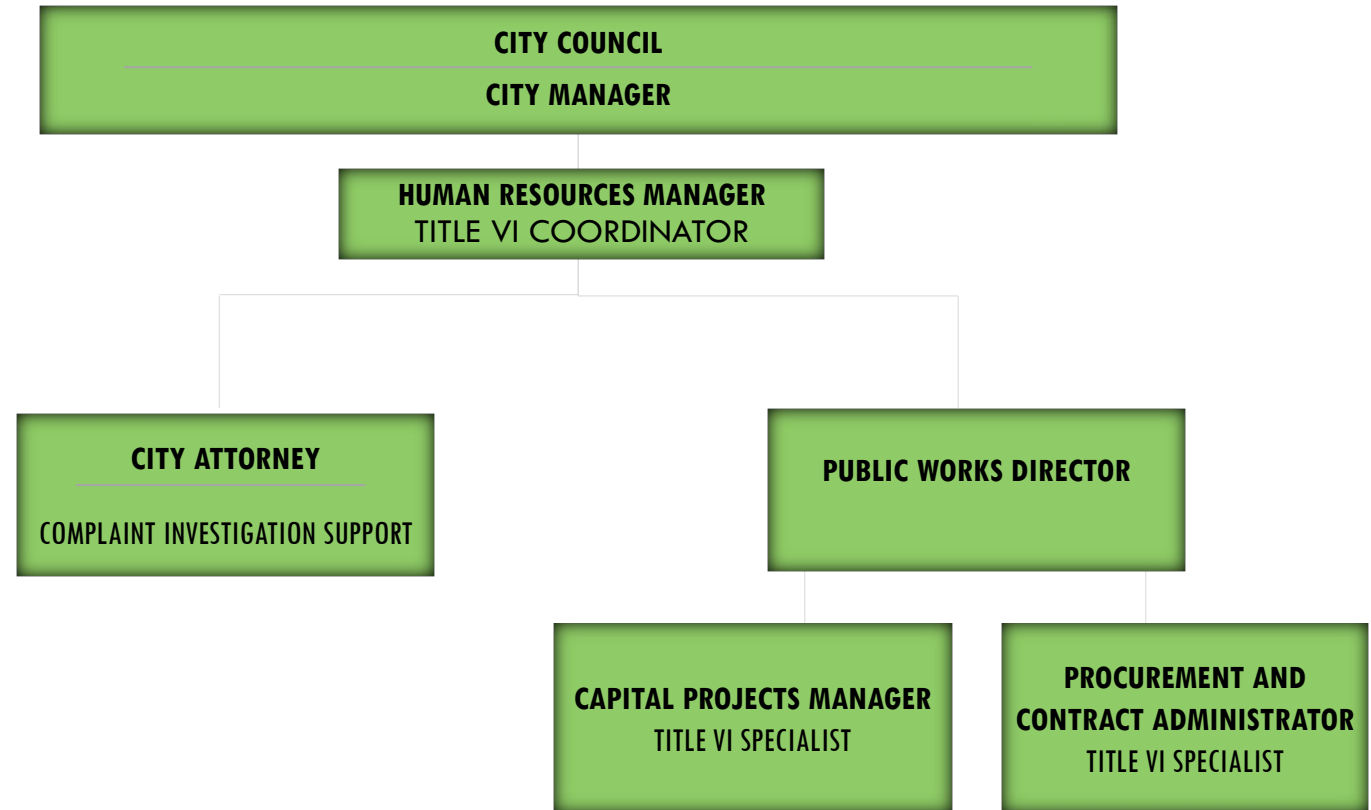 CITY COUNCIL
CITY MANAGER
HUMAN RESOURCES MANAGER
TITLE VI COORDINATOR
CITY ATTORNEY
COMPLAINT INVESTIGATION SUPPORT
PUBLIC WORKS DIRECTOR
CAPITAL PROJECTS MANAGER
TITLE VI SPECIALIST
PROCUREMENT AND
CONTRACT ADMINISTRATOR
TITLE VI SPECIALIST